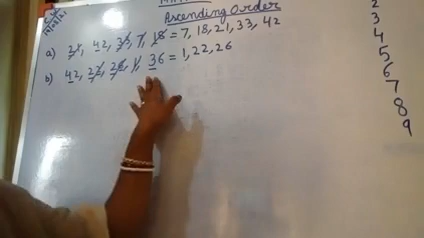 Ascending Order
a) 21, 42, 33, 7, 18 = 7, 18, 21, 33, 42
b) 42, 22, 26, 1, 36 = 1, 22, 26
2
3
4
5
6
7
8
9